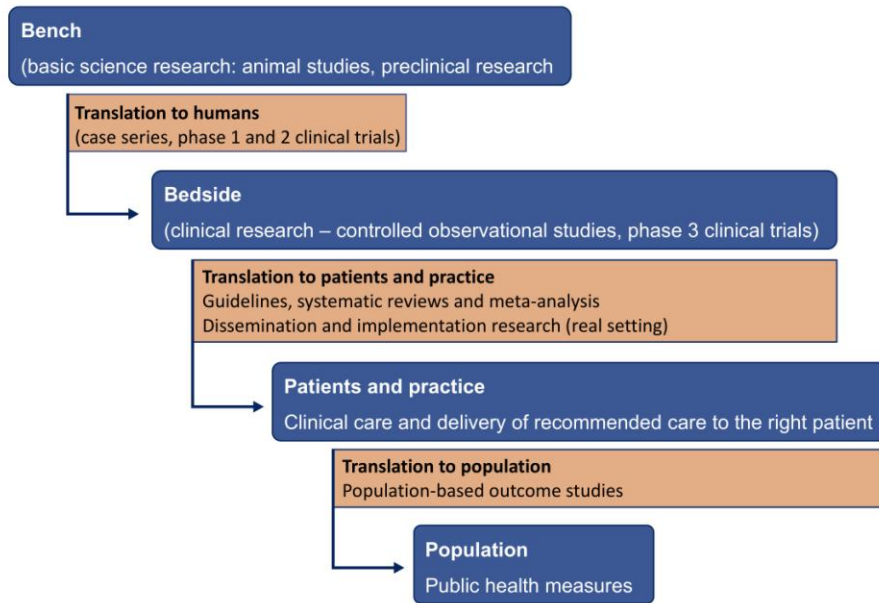 Bench
(basic science research: animal studies, preclinical research
Translation to humans
(case series, phase 1 and 2 clinical trials)
Bedside
(clinical research – controlled observational studies, phase 3 clinical trials)
Translation to patients and practice
Guidelines, systematic reviews and meta-analysis
Dissemination and implementation research (real setting)
Patients and practice
Clinical care and delivery of recommended care to the right patient
Translation to population
Population-based outcome studies
Population
Public health measures